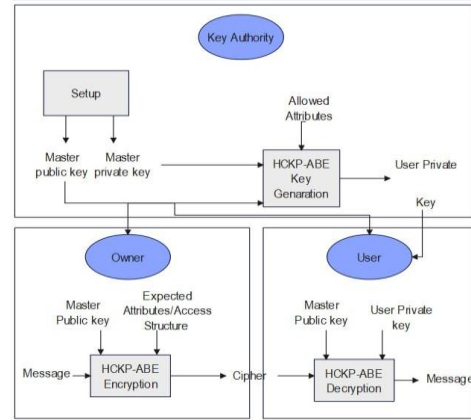 Key Authority
Setup
Allowed
Attributes
Master
public key
Master
private key
HCKP-ABE
Key
Genaration
User Private
Key
Owner
User
Master
Public key
Expected
Attributes/Access
Structure
Master
Public key
User Private
key
Message
HCKP-ABE
Encryption
Cipher
HCKP-ABE
Decryption
Message